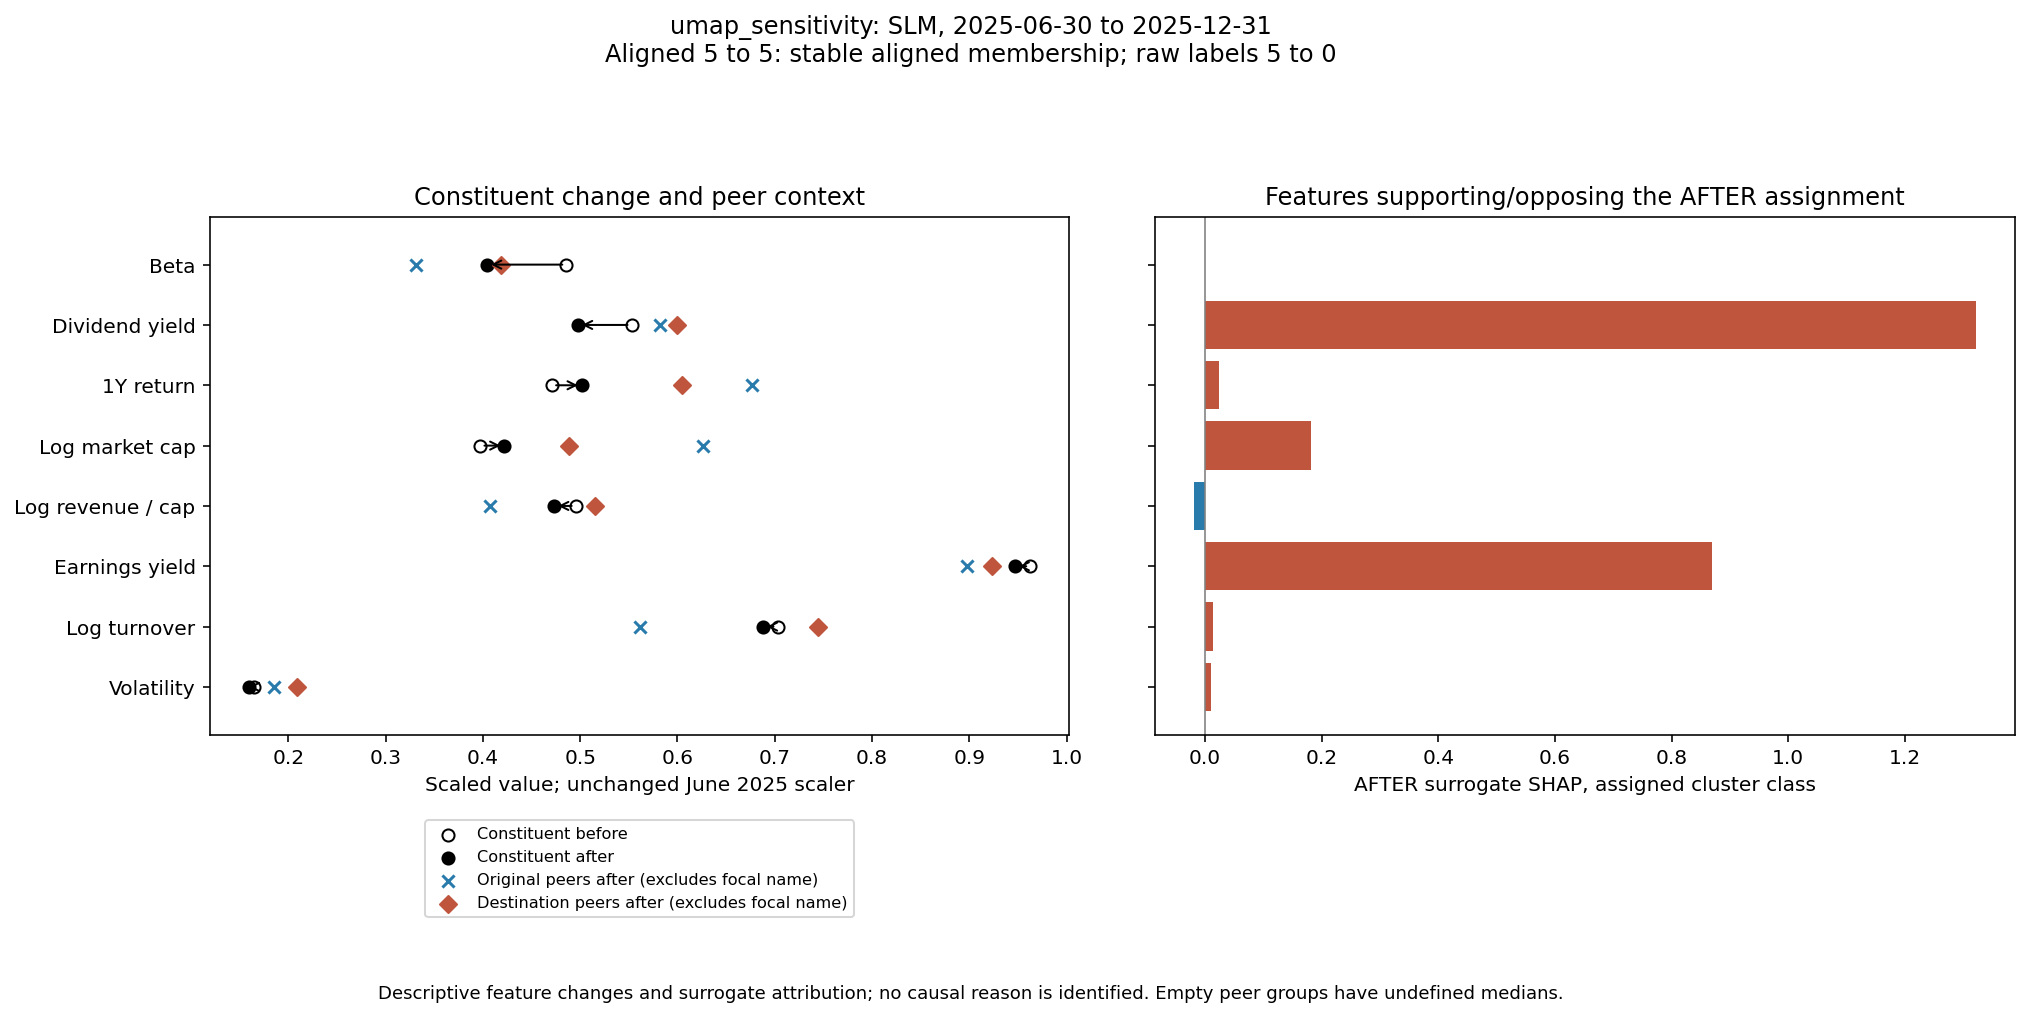 umap_sensitivity: SLM, 2025-06-30 to 2025-12-31
Aligned 5 to 5: stable aligned membership; raw labels 5 to 0
Constituent change and peer context
Beta
Dividend yield
1Y return
Log market cap
Log revenue / cap
Earnings yield
Log turnover
Volatility
0.2 0.3 0.4 0.5 0.6 0.7 0.8 0.9 1.0
Scaled value; unchanged June 2025 scaler
Constituent before
Constituent after
Original peers after (excludes focal name)
Destination peers after (excludes focal name)
Features supporting/opposing the AFTER assignment
0.0 0.2 0.4 0.6 0.8 1.0 1.2
AFTER surrogate SHAP, assigned cluster class
Descriptive feature changes and surrogate attribution; no causal reason is identified. Empty peer groups have undefined medians.